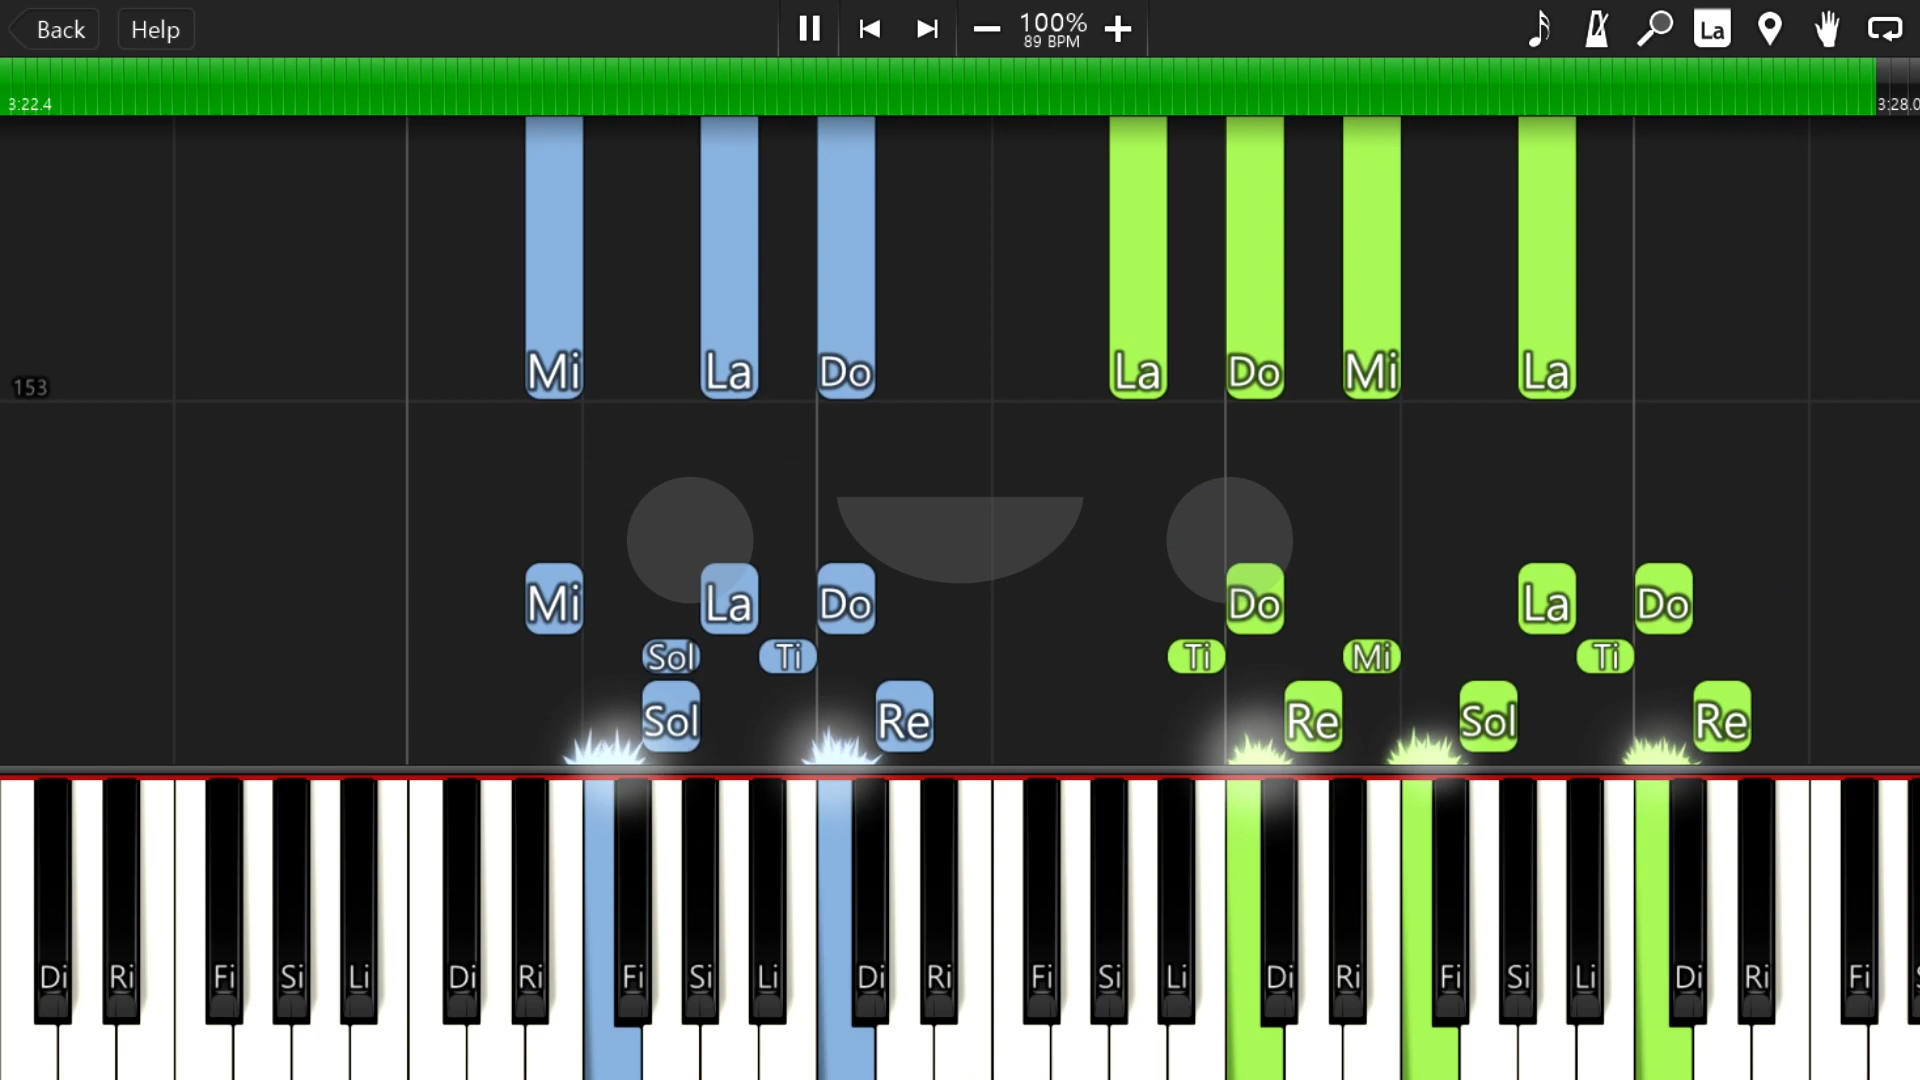 Back Help 100%
89 BPM
La
3:22.4 3:28.0
Mi La Do La Do Mi La
153
Mi La Do Do La Do
Sol Ti Ti Mi Ti
Sol Re Re Sol Re
Di Ri Fi Si Li Di Ri Fi Si Li Di Ri Fi Si Li Di Ri Fi Si Li Di Ri Fi